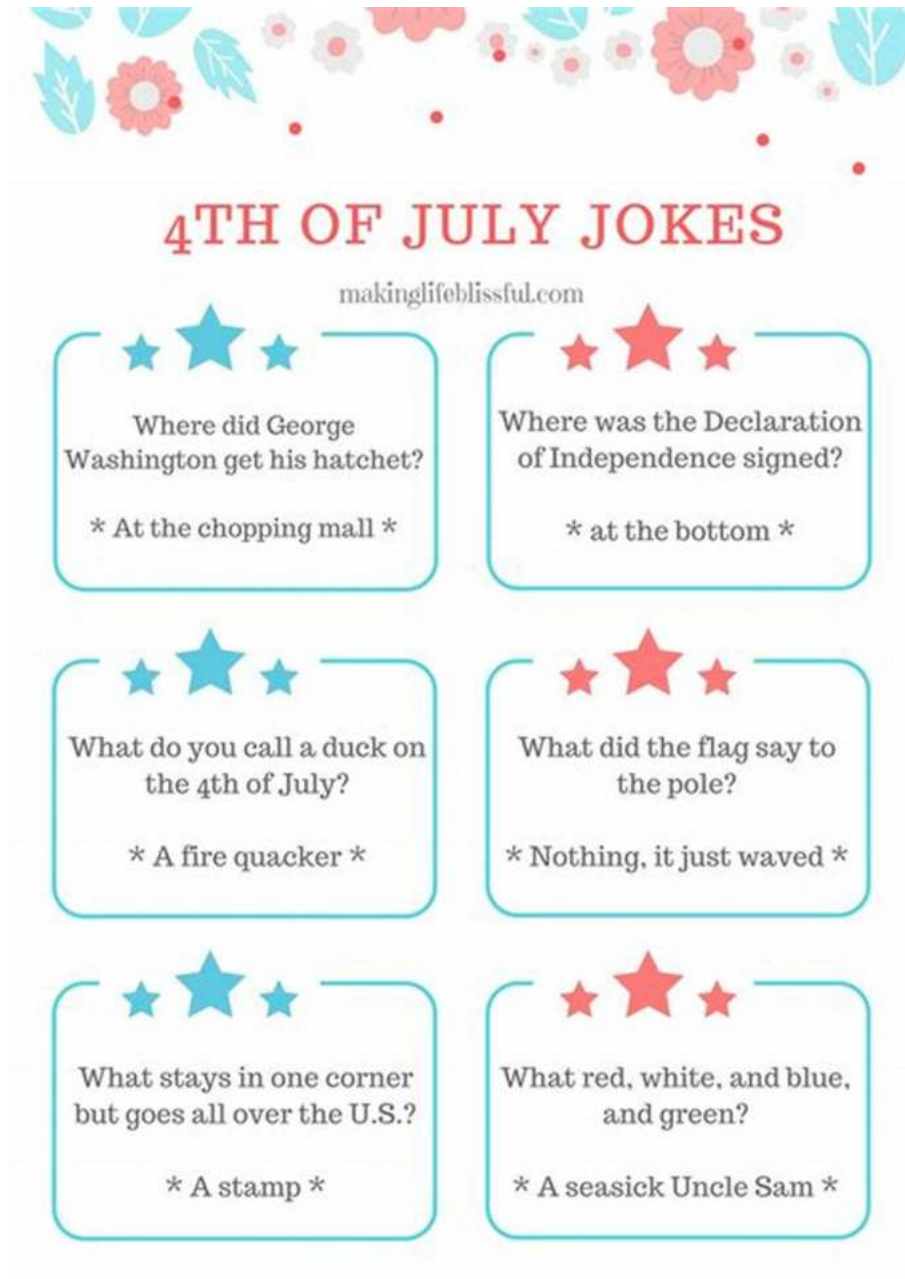 4TH OF JULY JOKES
makinglifeblissful.com
Where did George
Washington get his hatchet?
* At the chopping mall *
Where was the Declaration
of Independence signed?
* at the bottom *
What do you call a duck on
the 4th of July?
* A fire quacker *
What did the flag say to
the pole?
* Nothing, it just waved *
What stays in one corner
but goes all over the U.S.?
* A stamp *
What red, white, and blue,
and green?
* A seasick Uncle Sam *